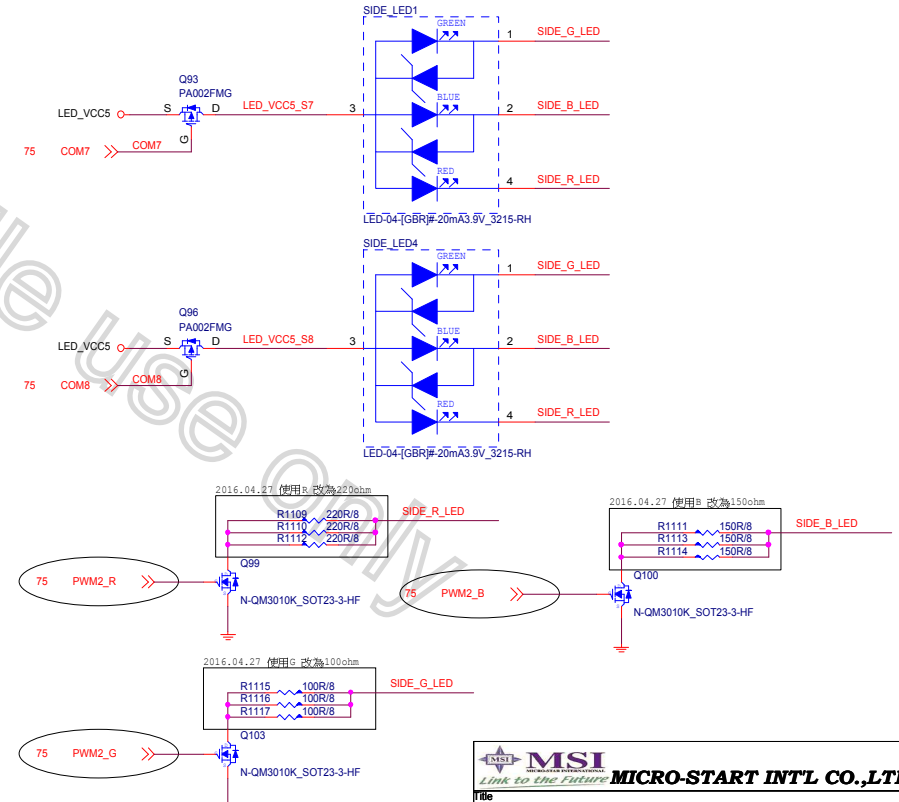 SIDE_LED1
GREEN
1 SIDE_G_LED
Q93
PA002FMG
LED_VCC5 S D LED_VCC5_S7 3
BLUE
2 SIDE_B_LED
75 COM7 COM7 G
RED
4 SIDE_R_LED
LED-04-[GBR]#-20mA3.9V_3215-RH
SIDE_LED4
GREEN
1 SIDE_G_LED
Q96
PA002FMG
LED_VCC5 S D LED_VCC5_S8 3
BLUE
2 SIDE_B_LED
75 COM8 COM8 G
RED
4 SIDE_R_LED
LED-04-[GBR]#-20mA3.9V_3215-RH
use only
2016.04.27 使用R 改為220ohm
R1109 220R/8 SIDE_R_LED
R1110 220R/8
R1112 220R/8
Q99
75 PWM2_R
N-QM3010K_SOT23-3-HF
2016.04.27 使用B 改為150ohm
R1111 150R/8 SIDE_B_LED
R1113 150R/8
R1114 150R/8
Q100
75 PWM2_B
N-QM3010K_SOT23-3-HF
2016.04.27 使用G 改為100ohm
R1115 100R/8 SIDE_G_LED
R1116 100R/8
R1117 100R/8
Q103
75 PWM2_G
N-QM3010K_SOT23-3-HF
MSI MSI
MICRO-STAR INTERNATIONAL
Link to the Future MICRO-START INT'L CO.,LT
Title